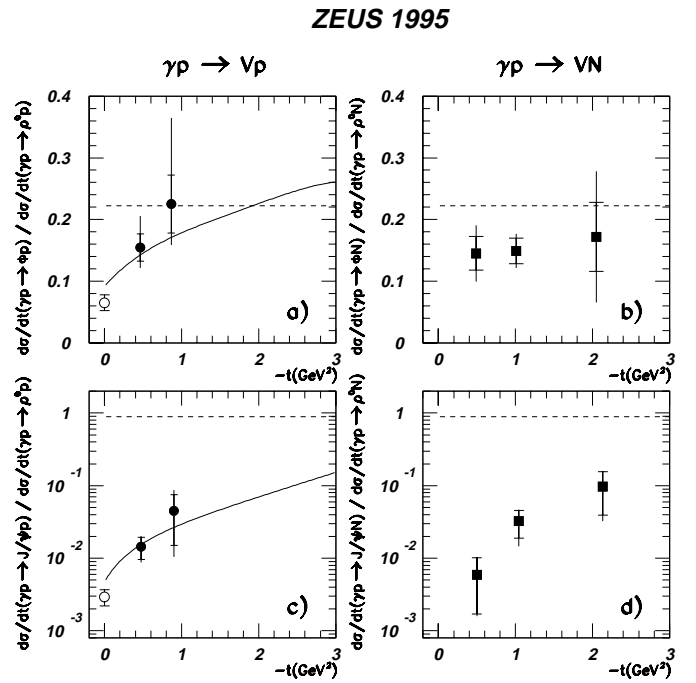 ZEUS 1995
γp → Vp
γp → VN
dσ/dt(γp → φp) / dσ/dt(γp → ρ⁰p)
0.4
0.3
0.2
0.1
0
a)
0 1 2 3
-t(GeV²)
dσ/dt(γp → φN) / dσ/dt(γp → ρ⁰N)
0.4
0.3
0.2
0.1
0
b)
0 1 2 3
-t(GeV²)
dσ/dt(γp → J/ψp) / dσ/dt(γp → ρ⁰p)
1
10⁻¹
10⁻²
10⁻³
c)
0 1 2 3
-t(GeV²)
dσ/dt(γp → J/ψN) / dσ/dt(γp → ρ⁰N)
1
10⁻¹
10⁻²
10⁻³
d)
0 1 2 3
-t(GeV²)